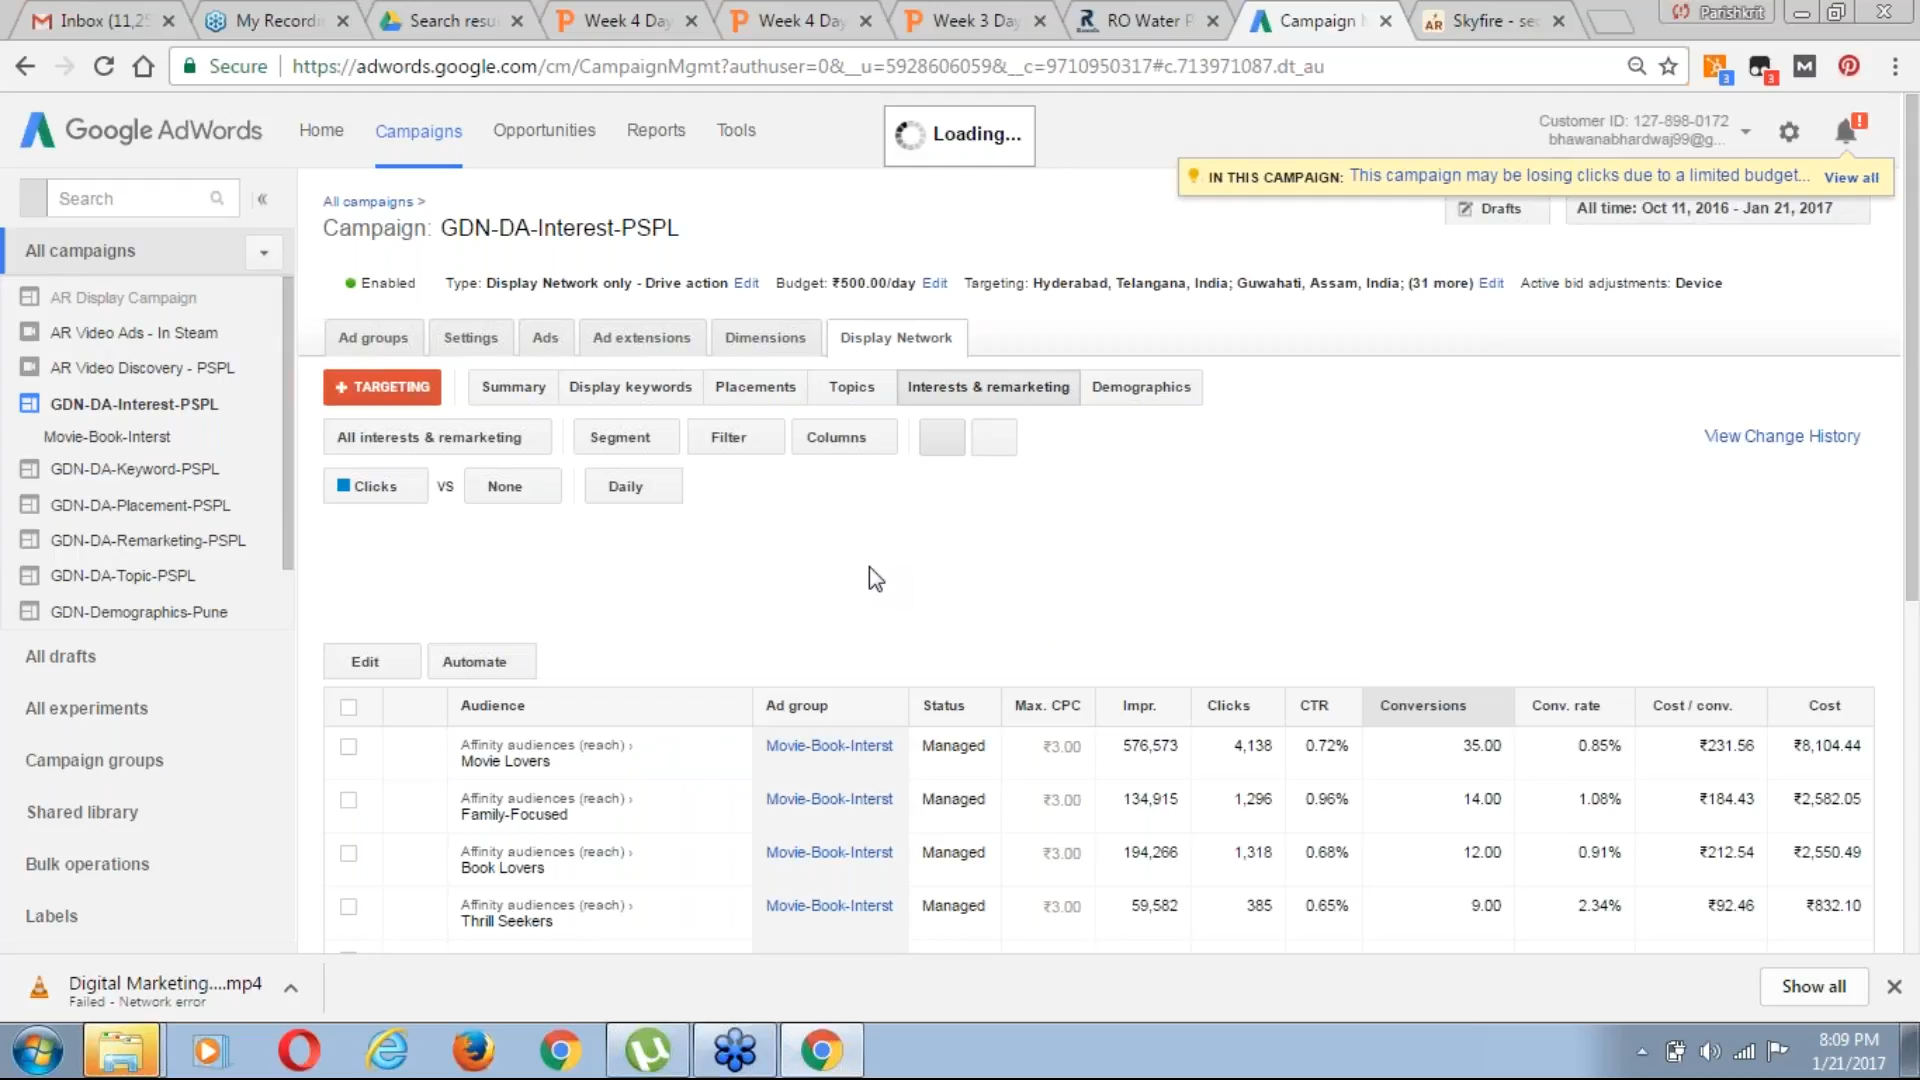 Inbox (11,25
My Recordi
Search resu
Week 4 Day
Week 4 Day
Week 3 Day
RO Water P
Campaign M
Skyfire - sec
Parishkrit
Secure
https://adwords.google.com/cm/CampaignMgmt?authuser=0&__u=5928606059&__c=9710950317#c.713971087.dt_au
3
3
Google AdWords
Home
Campaigns
Opportunities
Reports
Tools
Loading...
Customer ID: 127-898-0172
bhawanabhardwaj99@g...
IN THIS CAMPAIGN: This campaign may be losing clicks due to a limited budget... View all
Search
All campaigns >
Campaign: GDN-DA-Interest-PSPL
Drafts
All time: Oct 11, 2016 - Jan 21, 2017
All campaigns
AR Display Campaign
AR Video Ads - In Steam
AR Video Discovery - PSPL
GDN-DA-Interest-PSPL
Movie-Book-Interst
GDN-DA-Keyword-PSPL
GDN-DA-Placement-PSPL
GDN-DA-Remarketing-PSPL
GDN-DA-Topic-PSPL
GDN-Demographics-Pune
All drafts
All experiments
Campaign groups
Shared library
Bulk operations
Labels
Enabled Type: Display Network only - Drive action Edit Budget: ₹500.00/day Edit Targeting: Hyderabad, Telangana, India; Guwahati, Assam, India; (31 more) Edit Active bid adjustments: Device
Ad groups
Settings
Ads
Ad extensions
Dimensions
Display Network
+ TARGETING
Summary
Display keywords
Placements
Topics
Interests & remarketing
Demographics
All interests & remarketing
Segment
Filter
Columns
View Change History
Clicks VS None
Daily
Edit
Automate
Audience Ad group Status Max. CPC Impr. Clicks CTR Conversions Conv. rate Cost / conv. Cost
Affinity audiences (reach) ›
Movie Lovers
Movie-Book-Interst Managed ₹3.00 576,573 4,138 0.72% 35.00 0.85% ₹231.56 ₹8,104.44
Affinity audiences (reach) ›
Family-Focused
Movie-Book-Interst Managed ₹3.00 134,915 1,296 0.96% 14.00 1.08% ₹184.43 ₹2,582.05
Affinity audiences (reach) ›
Book Lovers
Movie-Book-Interst Managed ₹3.00 194,266 1,318 0.68% 12.00 0.91% ₹212.54 ₹2,550.49
Affinity audiences (reach) ›
Thrill Seekers
Movie-Book-Interst Managed ₹3.00 59,582 385 0.65% 9.00 2.34% ₹92.46 ₹832.10
Digital Marketing....mp4
Failed - Network error
Show all
8:09 PM
1/21/2017